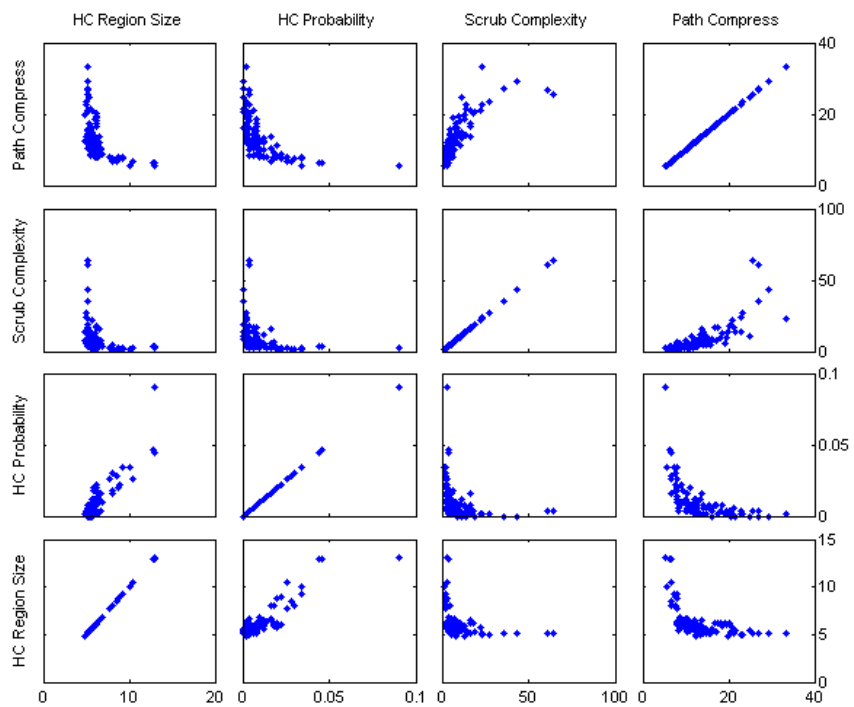 HC Region Size HC Probability Scrub Complexity Path Compress
Path Compress
40
20
0
Scrub Complexity
100
50
0
HC Probability
0.1
0.05
0
HC Region Size
15
10
5
0
0 10 20 0 0.05 0.1 0 50 100 0 20 40